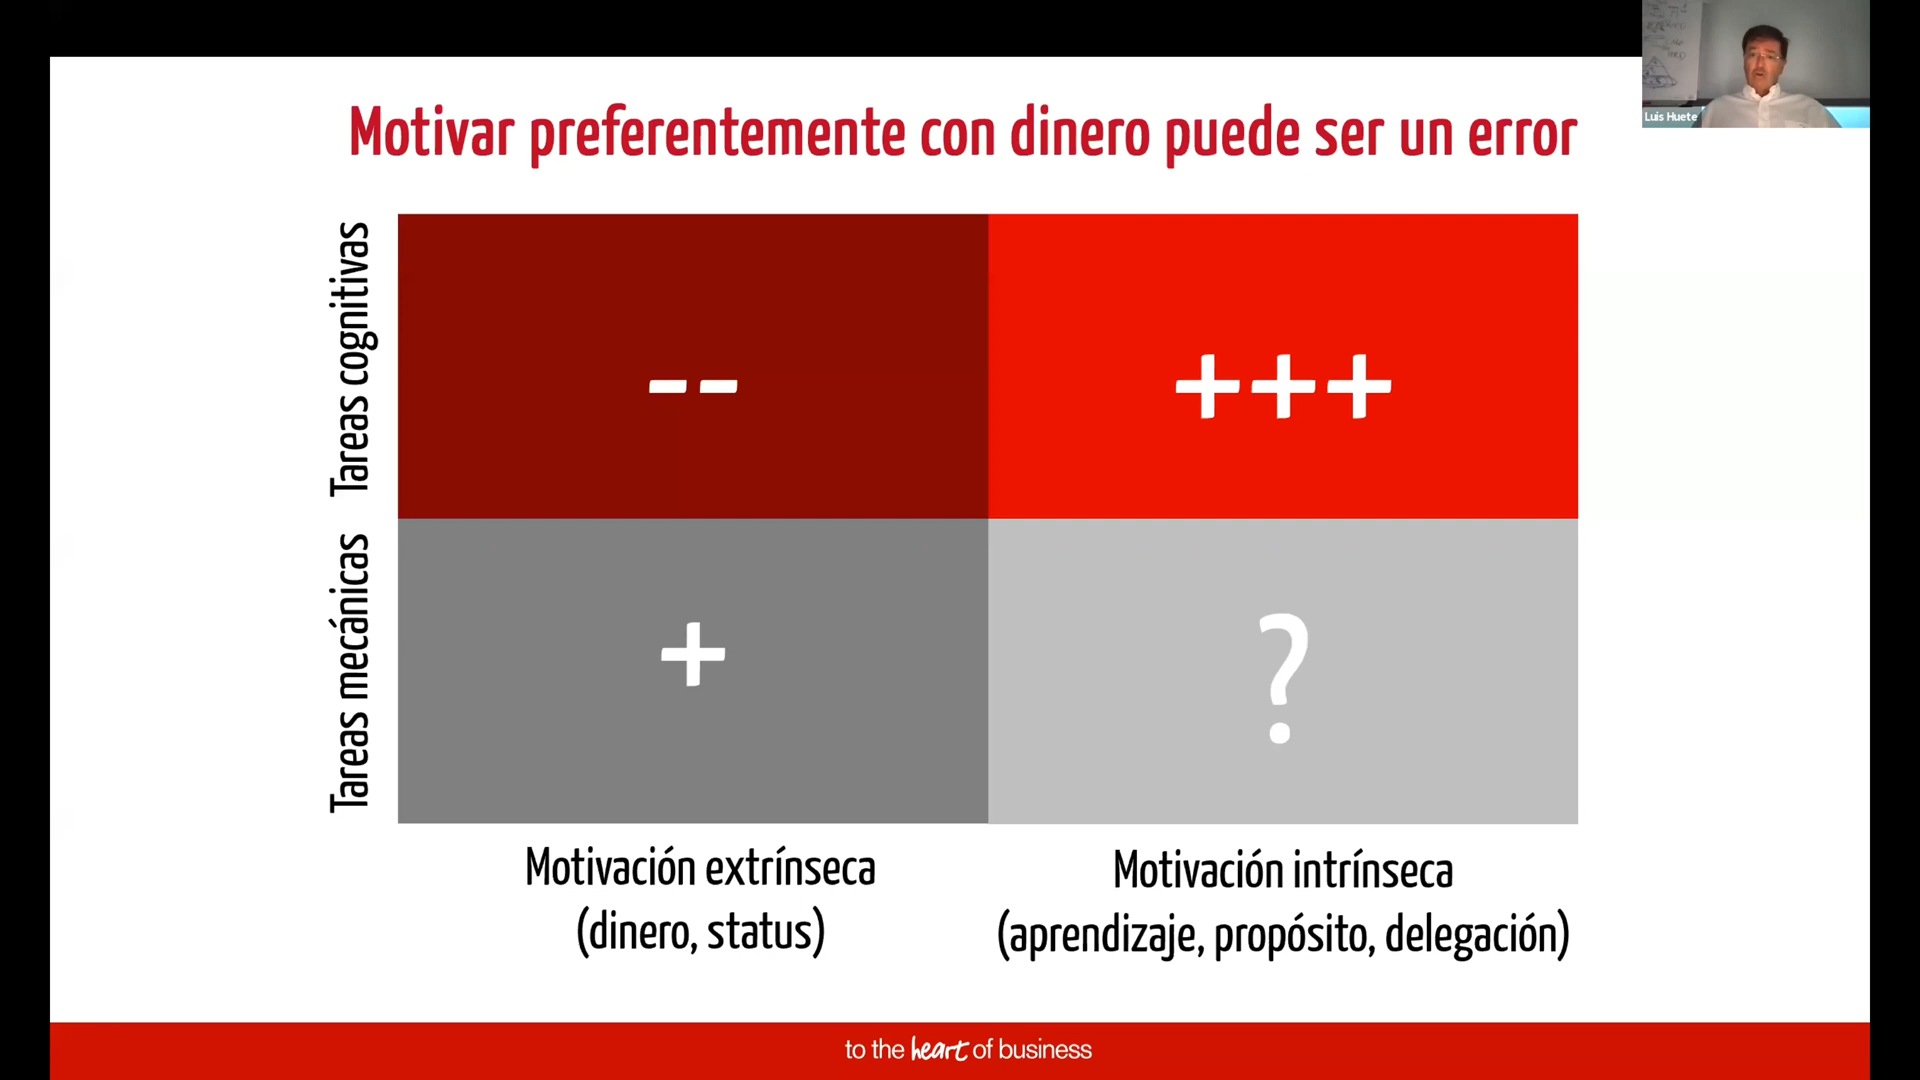 Luis Huete
Motivar preferentemente con dinero puede ser un error
Tareas cognitivas
--
+++
Tareas mecánicas
+
?
Motivación extrínseca
(dinero, status)
Motivación intrínseca
(aprendizaje, propósito, delegación)
to the heart of business